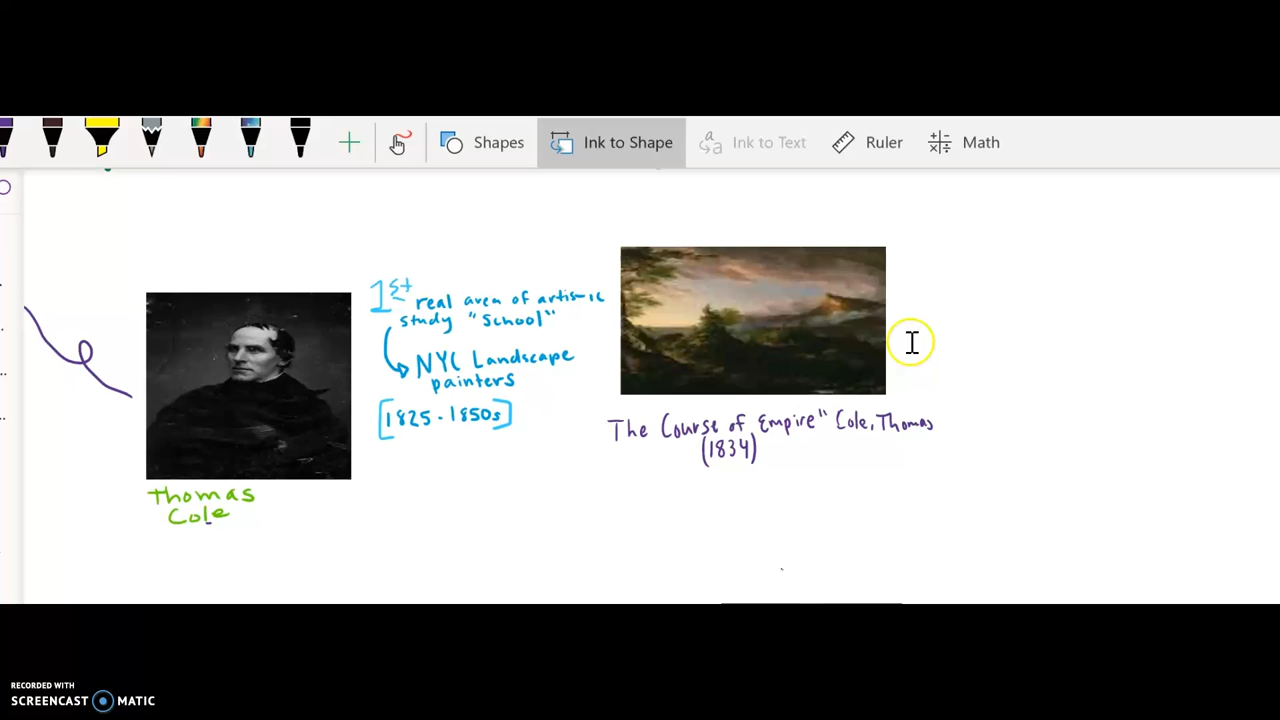 Shapes
Ink to Shape
Ink to Text
Ruler
Math
1st real area of artistic
study "School"
NYC Landscape
painters
[1825-1850s]
Thomas
Cole
The Course of Empire" Cole, Thomas
(1834)
RECORDED WITH
SCREENCAST MATIC